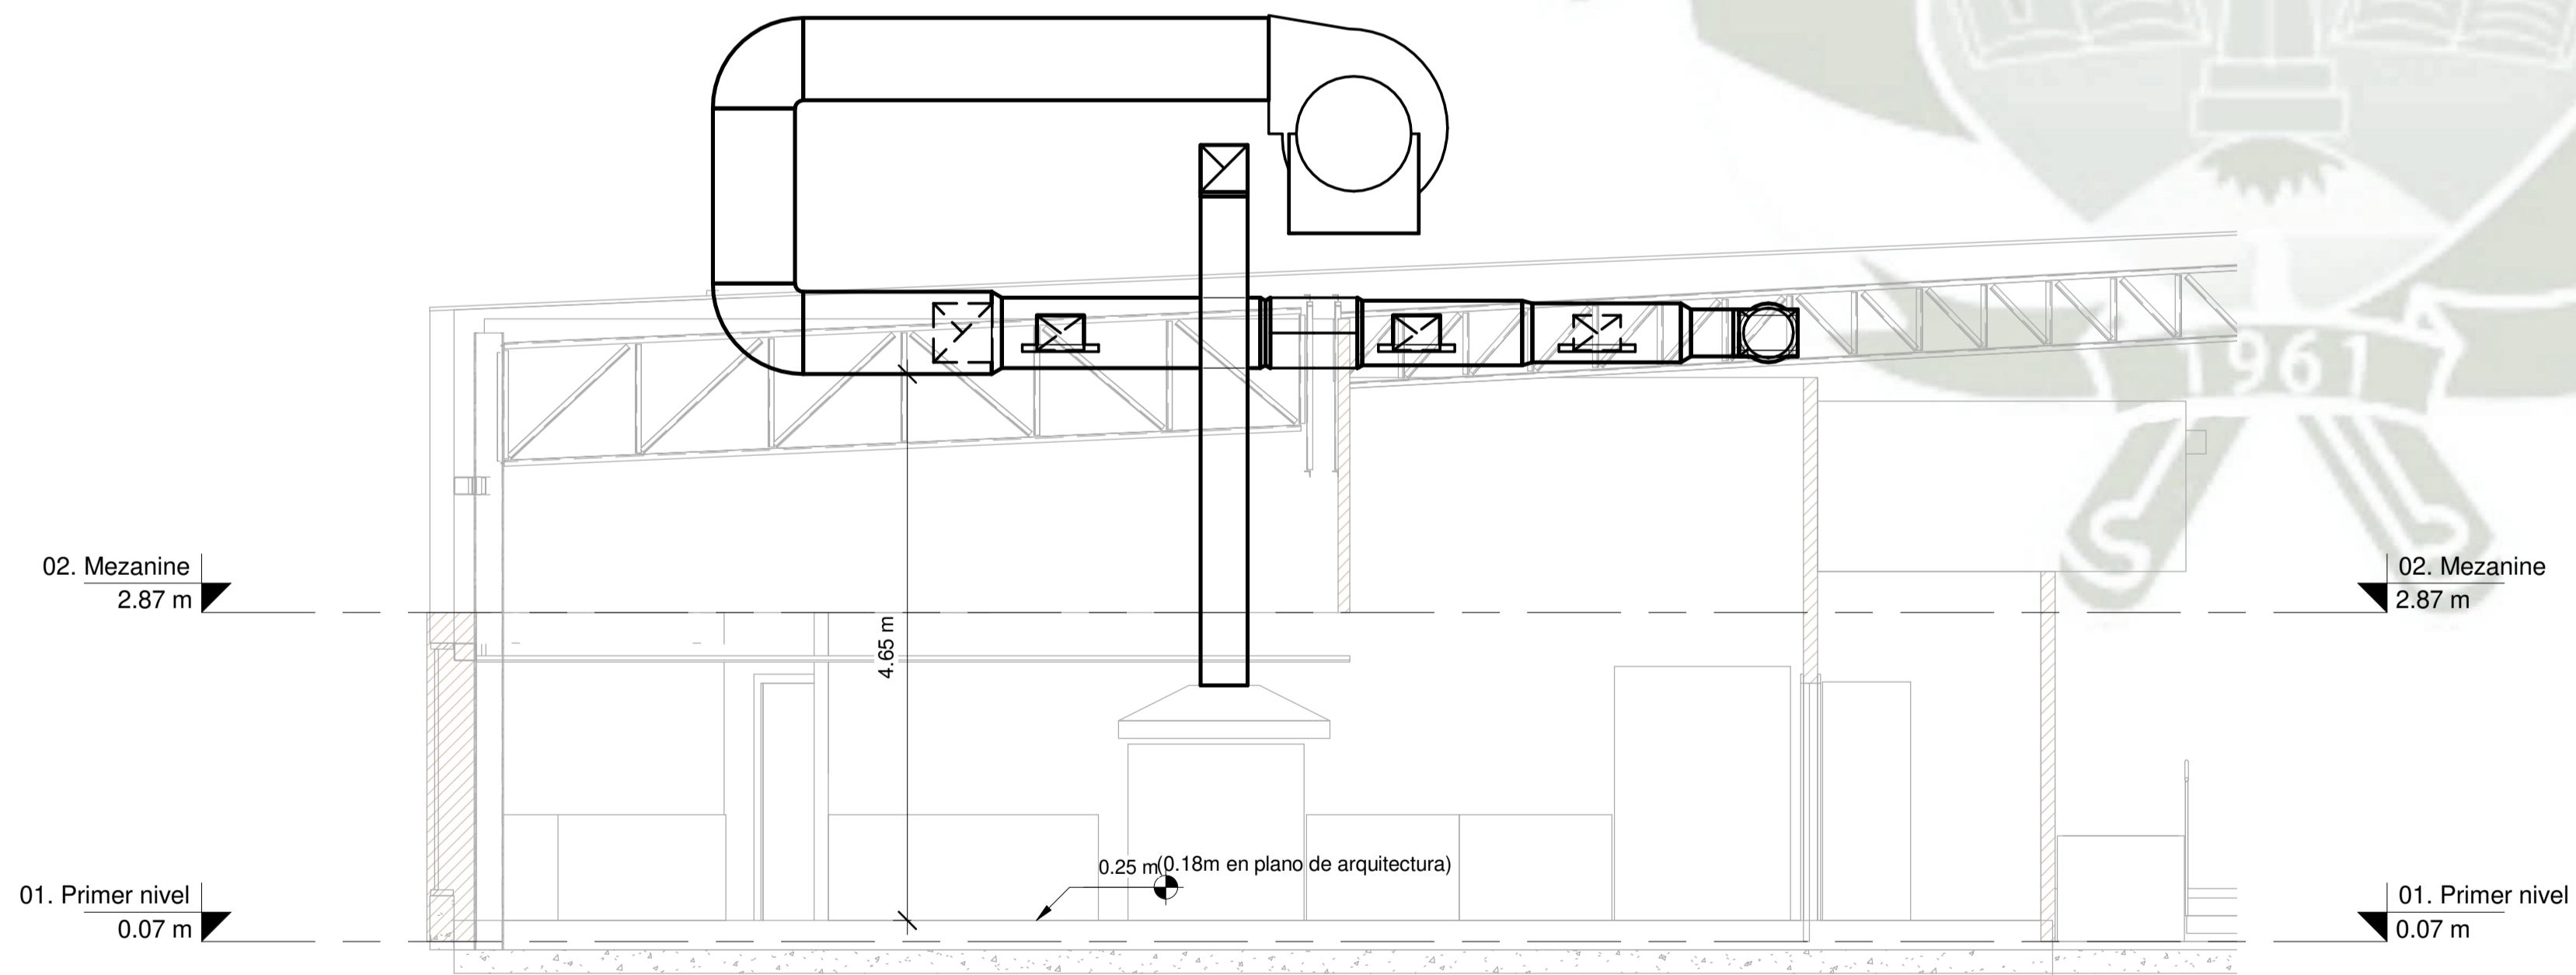 1961
02. Mezanine
2.87 m
02. Mezanine
2.87 m
4.65 m
0.25 m(0.18m en plano de arquitectura)
01. Primer nivel
0.07 m
01. Primer nivel
0.07 m